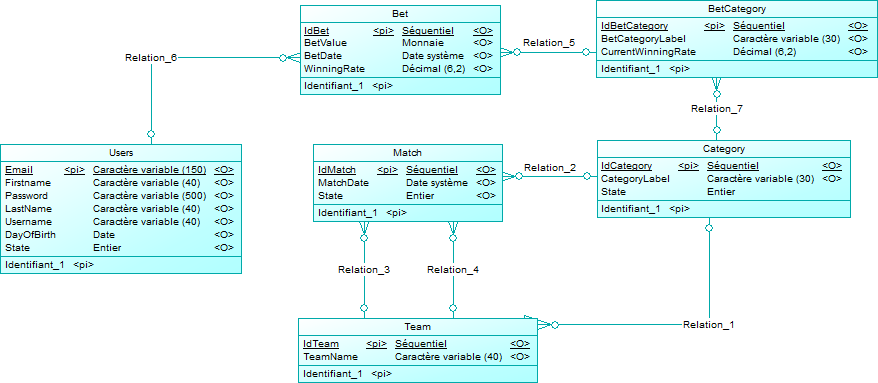 Bet
IdBet <pi> Séquentiel <O>
BetValue Monnaie <O>
BetDate Date système <O>
WinningRate Décimal (6,2) <O>
Identifiant_1 <pi>
BetCategory
IdBetCategory <pi> Séquentiel <O>
BetCategoryLabel Caractère variable (30) <O>
CurrentWinningRate Décimal (6,2) <O>
Identifiant_1 <pi>
Relation_5
Relation_6
Relation_7
Users
Email <pi> Caractère variable (150) <O>
Firstname Caractère variable (40) <O>
Password Caractère variable (500) <O>
LastName Caractère variable (40) <O>
Username Caractère variable (40) <O>
DayOfBirth Date <O>
State Entier <O>
Identifiant_1 <pi>
Match
IdMatch <pi> Séquentiel <O>
MatchDate Date système <O>
State Entier <O>
Identifiant_1 <pi>
Relation_2
Category
IdCategory <pi> Séquentiel <O>
CategoryLabel Caractère variable (30) <O>
State Entier
Identifiant_1 <pi>
Relation_3
Relation_4
Relation_1
Team
IdTeam <pi> Séquentiel <O>
TeamName Caractère variable (40) <O>
Identifiant_1 <pi>